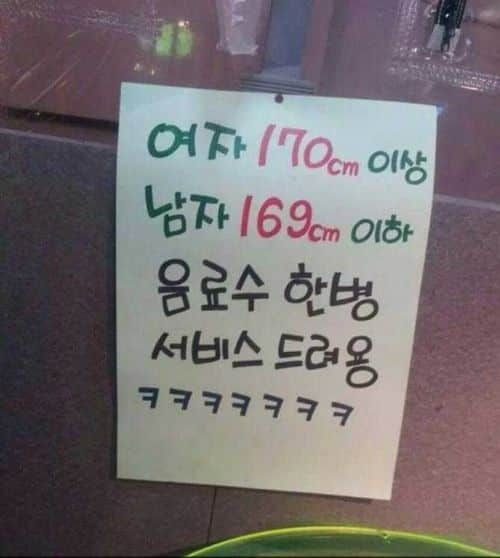 여자 170cm 이상
남자 169cm 이하
음료수 한병
서비스 드려용
ㅋㅋㅋㅋㅋㅋㅋ